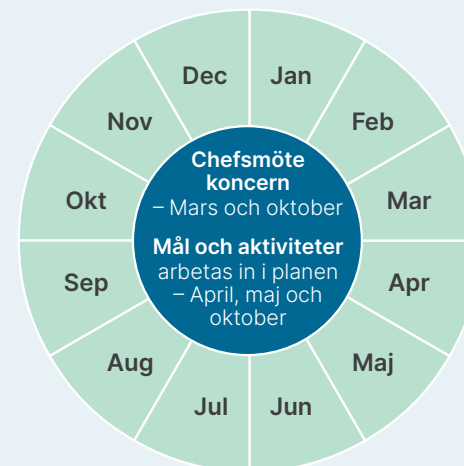 Dec
Jan
Nov
Feb
Okt
Mar
Sep
Apr
Aug
Maj
Jul
Jun
Chefsmöte
koncern
– Mars och oktober
Mål och aktiviteter
arbetas in i planen
– April, maj och
oktober